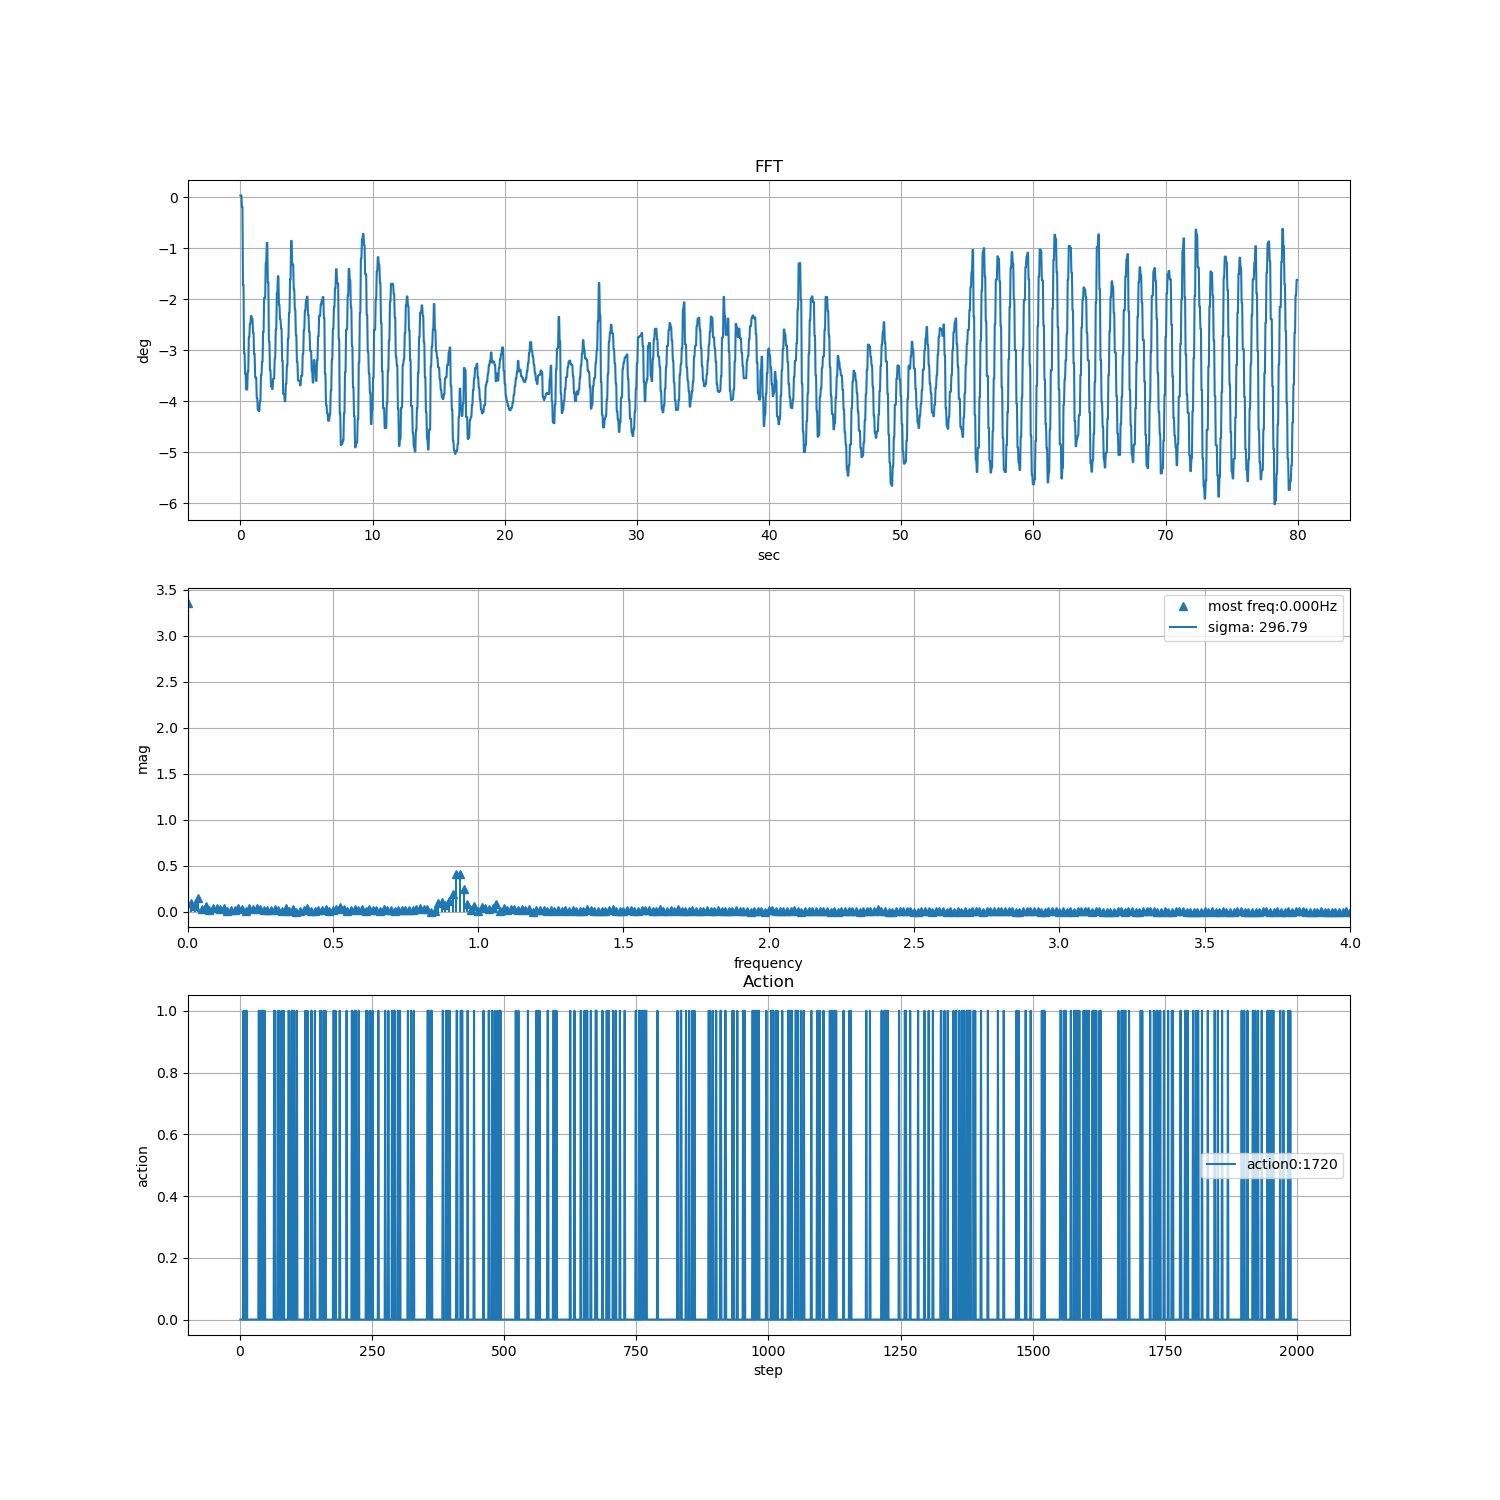 FFT
0
−1
−2
−3
−4
−5
−6
deg
0 10 20 30 40 50 60 70 80
sec
3.5
3.0
2.5
2.0
1.5
1.0
0.5
0.0
mag
most freq:0.000Hz
sigma: 296.79
0.0 0.5 1.0 1.5 2.0 2.5 3.0 3.5 4.0
frequency
Action
1.0
0.8
0.6
0.4
0.2
0.0
action
action0:1720
0 250 500 750 1000 1250 1500 1750 2000
step